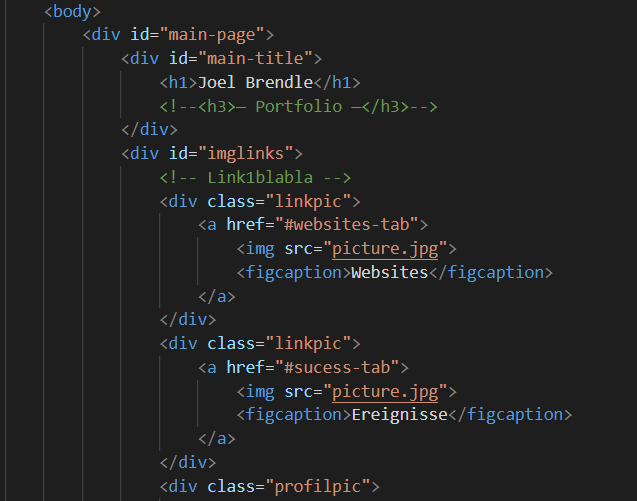 <body>
<div id="main-page">
<div id="main-title">
<h1>Joel Brendle</h1>
<!--<h3>— Portfolio —</h3>-->
</div>
<div id="imglinks">
<!-- Link1blabla -->
<div class="linkpic">
<a href="#websites-tab">
<img src="picture.jpg">
<figcaption>Websites</figcaption>
</a>
</div>
<div class="linkpic">
<a href="#sucess-tab">
<img src="picture.jpg">
<figcaption>Ereignisse</figcaption>
</a>
</div>
<div class="profilpic">